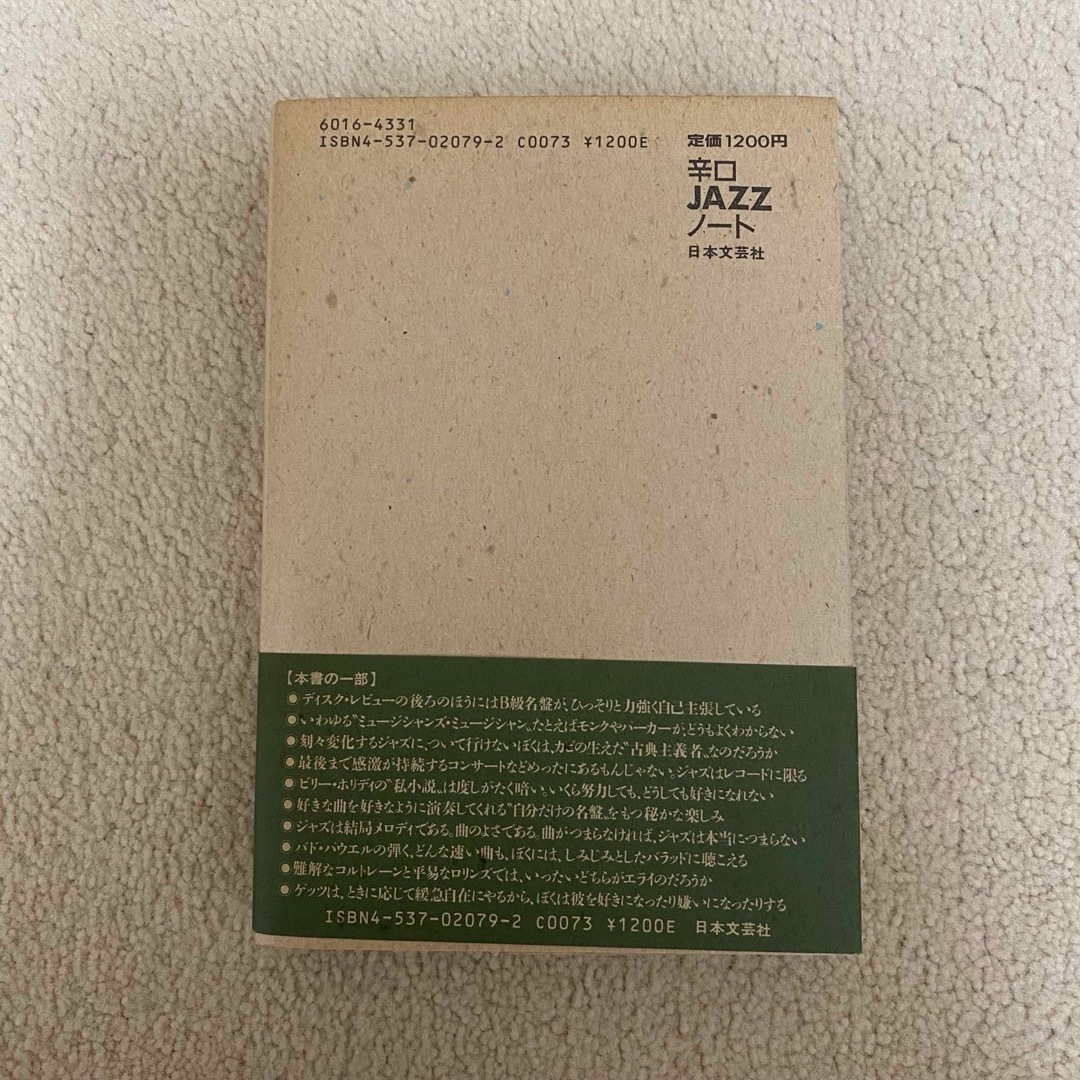 6016-4331
ISBN4-537-02079-2 C0073 ¥1200E
定価1200円
辛口
JAZZ
ノート
日本文芸社
【本書の一部】
●ディスク・レビューの後ろのほうにはB級名盤が、ひっそりと力強く自己主張している
●いわゆる〝ミュージシャンズ・ミュージシャン〟たとえばモンクやパーカーが、どうもよくわからない
●刻々変化するジャズに、ついて行けないぼくは、カビの生えた〝古典主義者〟なのだろうか
●最後まで感激が持続するコンサートなどめったにあるもんじゃない。ジャズはレコードに限る
●ビリー・ホリディの〝私小説〟は度しがたく暗い。いくら努力しても、どうしても好きになれない
●好きな曲を好きなように演奏してくれる〝自分だけの名盤〟をもつ秘かな楽しみ
●ジャズは結局メロディである。曲のよさである。曲がつまらなければ、ジャズは本当につまらない
●バド・パウエルの弾く、どんな速い曲も、ぼくには、しみじみとしたバラッドに聴こえる
●難解なコルトレーンと平易なロリンズでは、いったいどちらがエライのだろうか
●ゲッツは、ときに応じて緩急自在にやるから、ぼくは彼を好きになったり嫌いになったりする
ISBN4-537-02079-2 C0073 ¥1200E 日本文芸社